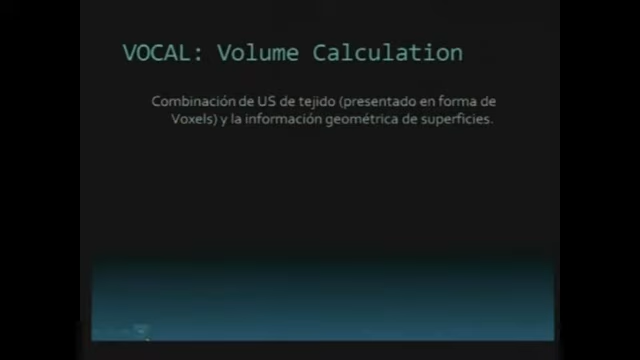 VOCAL: Volume Calculation
Combinación de US de tejido (presentado en forma de
Voxels) y la información geométrica de superficies.